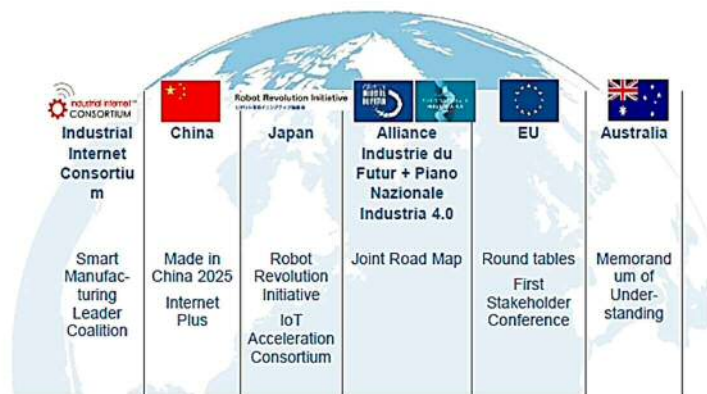 industrial internet
CONSORTIUM
Robot Revolution Initiative
Industrial
Internet
Consortiu
m
China
Japan
Alliance
Industrie du
Futur + Piano
Nazionale
Industria 4.0
EU
Australia
Smart
Manufac-
turing
Leader
Coalition
Made in
China 2025
Internet
Plus
Robot
Revolution
Initiative
IoT
Acceleration
Consortium
Joint Road Map
Round tables
First
Stakeholder
Conference
Memorand
um of
Under-
standing